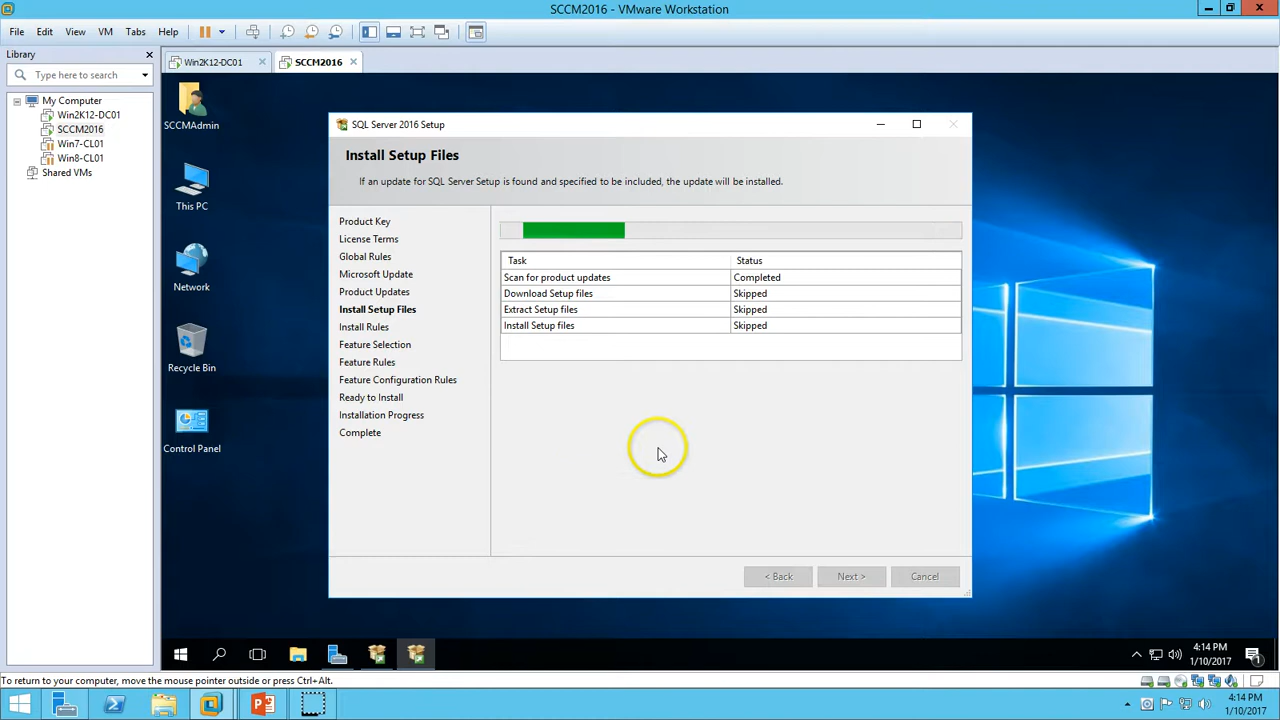 SCCM2016 - VMware Workstation
File Edit View VM Tabs Help
Library
Type here to search
My Computer
Win2K12-DC01
SCCM2016
Win7-CL01
Win8-CL01
Shared VMs
Win2K12-DC01
SCCM2016
SCCMAdmin
This PC
Network
Recycle Bin
Control Panel
SQL Server 2016 Setup
Install Setup Files
If an update for SQL Server Setup is found and specified to be included, the update will be installed.
Product Key
License Terms
Global Rules
Microsoft Update
Product Updates
Install Setup Files
Install Rules
Feature Selection
Feature Rules
Feature Configuration Rules
Ready to Install
Installation Progress
Complete
Task Status
Scan for product updates Completed
Download Setup files Skipped
Extract Setup files Skipped
Install Setup files Skipped
< Back Next > Cancel
4:14 PM
1/10/2017
1
To return to your computer, move the mouse pointer outside or press Ctrl+Alt.
4:14 PM
1/10/2017